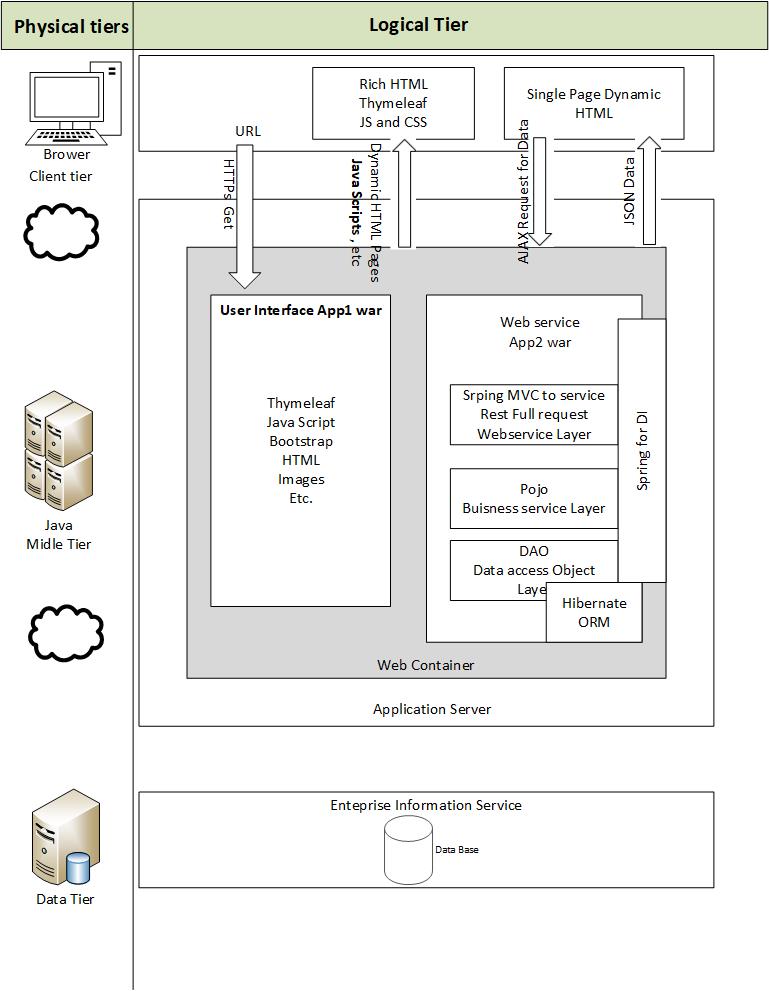 Physical tiers
Logical Tier
Rich HTML
Thymeleaf
JS and CSS
Single Page Dynamic
HTML
URL
Brower
Client tier
HTTPs Get
Dynamic HTML Pages
Java Scripts , etc
AJAX Request for Data
JSON Data
User Interface App1 war
Thymeleaf
Java Script
Bootstrap
HTML
Images
Etc.
Web service
App2 war
Srping MVC to service
Rest Full request
Webservice Layer
Pojo
Buisness service Layer
DAO
Data access Object
Laye
Spring for DI
Hibernate
ORM
Java
Midle Tier
Web Container
Application Server
Enteprise Information Service
Data Base
Data Tier